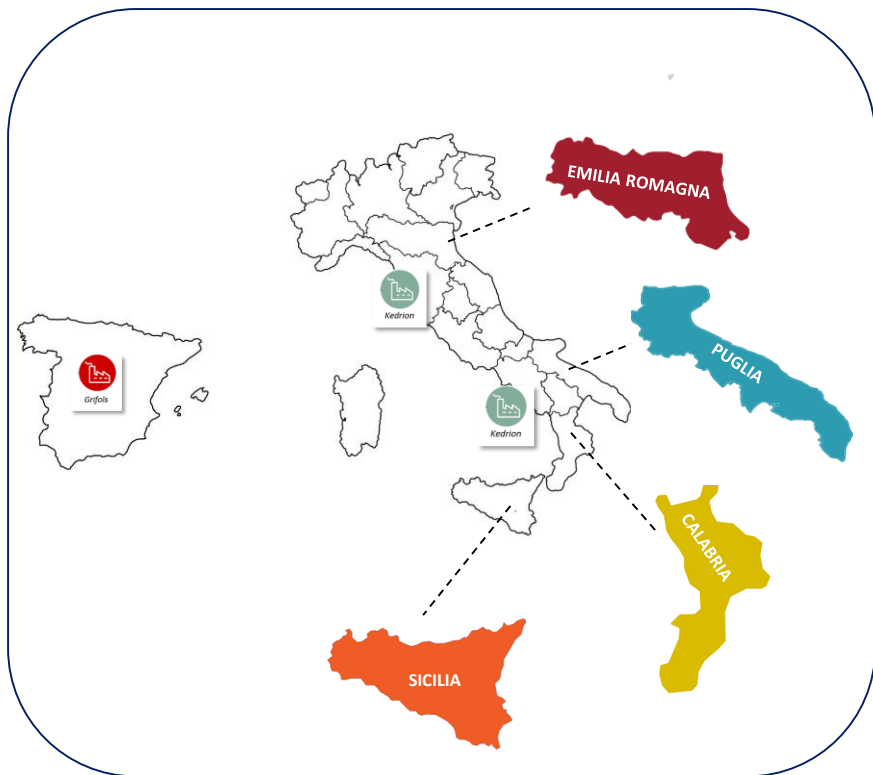 EMILIA ROMAGNA
Kedrion
PUGLIA
Grifols
Kedrion
CALABRIA
SICILIA